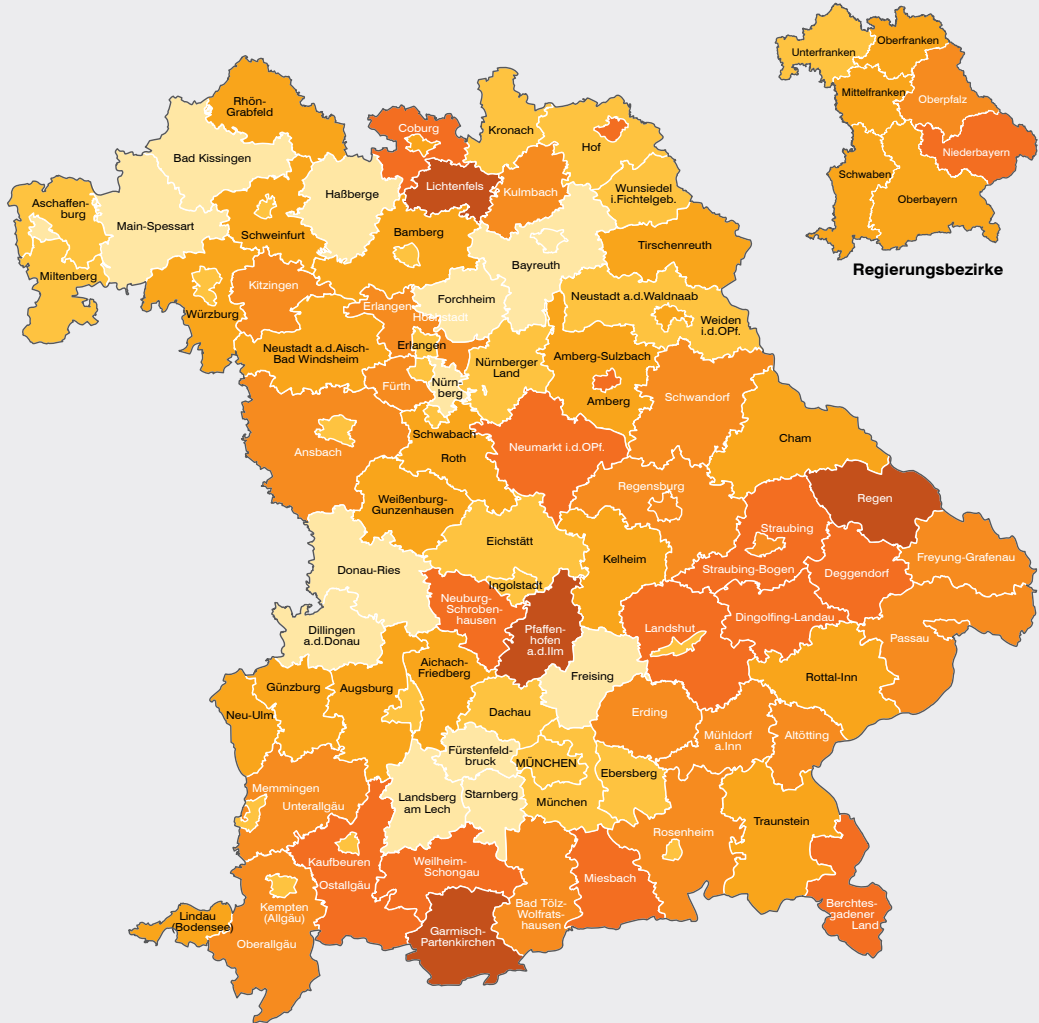 Unterfranken
Oberfranken
Mittelfranken
Oberpfalz
Niederbayern
Schwaben
Oberbayern
Regierungsbezirke
Rhön-
Grabfeld
Coburg
Kronach
Hof
Bad Kissingen
Haßberge
Lichtenfels
Kulmbach
Wunsiedel
i.Fichtelgeb.
Aschaffen-
burg
Main-Spessart
Schweinfurt
Bamberg
Bayreuth
Tirschenreuth
Miltenberg
Würzburg
Kitzingen
Erlangen
Höchstadt
Forchheim
Neustadt a.d.Waldnaab
Weiden
i.d.OPf.
Neustadt a.d.Aisch-
Bad Windsheim
Erlangen
Fürth
Nürn-
berg
Nürnberger
Land
Amberg-Sulzbach
Amberg
Schwandorf
Ansbach
Schwabach
Roth
Neumarkt i.d.OPf.
Cham
Weißenburg-
Gunzenhausen
Regensburg
Regen
Eichstätt
Kelheim
Straubing
Straubing-Bogen
Deggendorf
Freyung-Grafenau
Donau-Ries
Ingolstadt
Neuburg-
Schroben-
hausen
Pfaffen-
hofen
a.d.Ilm
Landshut
Dingolfing-Landau
Passau
Dillingen
a.d.Donau
Aichach-
Friedberg
Freising
Rottal-Inn
Günzburg
Augsburg
Neu-Ulm
Dachau
Erding
Mühldorf
a.Inn
Altötting
Fürstenfeld-
bruck
MÜNCHEN
Ebersberg
Memmingen
Unterallgäu
Landsberg
am Lech
Starnberg
München
Traunstein
Rosenheim
Kaufbeuren
Ostallgäu
Weilheim-
Schongau
Miesbach
Berchtes-
gadener
Land
Lindau
(Bodensee)
Kempten
(Allgäu)
Oberallgäu
Garmisch-
Partenkirchen
Bad Tölz-
Wolfrats-
hausen